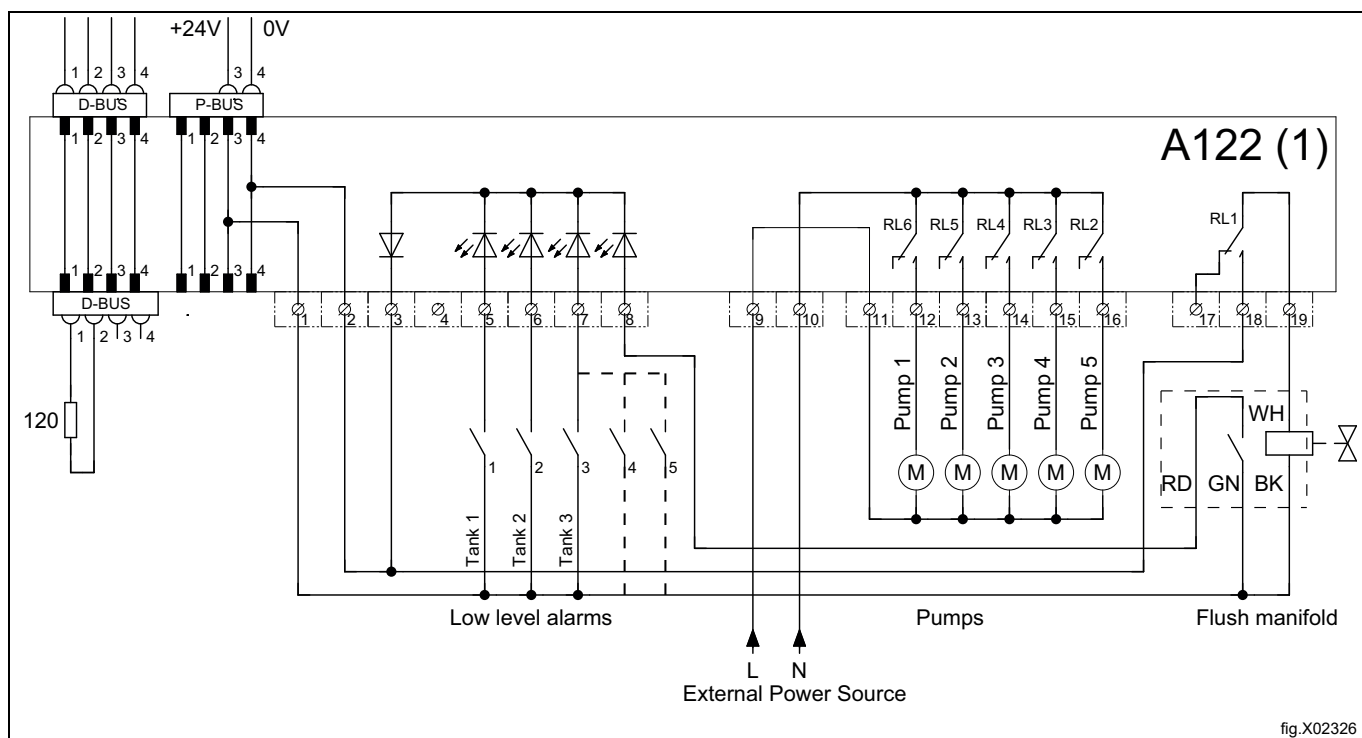 +24V 0V
1 2 3 4 3 4
D-BUS P-BUS
1 2 3 4 1 2 3 4
A122 (1)
RL6 RL5 RL4 RL3 RL2 RL1
1 2 3 4 1 2 3 4
D-BUS
1 2 3 4 5 6 7 8 9 10 11 12 13 14 15 16 17 18 19
1 2 3 4
120
Pump 1
Pump 2
Pump 3
Pump 4
Pump 5
WH
1 2 3 4 5
M M M M M
RD GN BK
Tank 1
Tank 2
Tank 3
Low level alarms Pumps Flush manifold
L N
External Power Source
fig.X02326